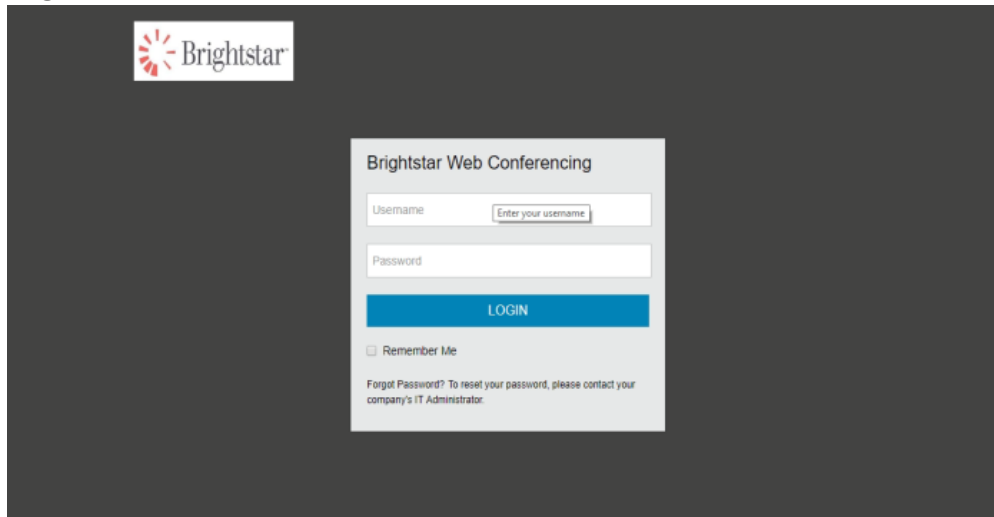 Brightstar
Brightstar Web Conferencing
Username
Enter your username
Password
LOGIN
Remember Me
Forgot Password? To reset your password, please contact your
company's IT Administrator.